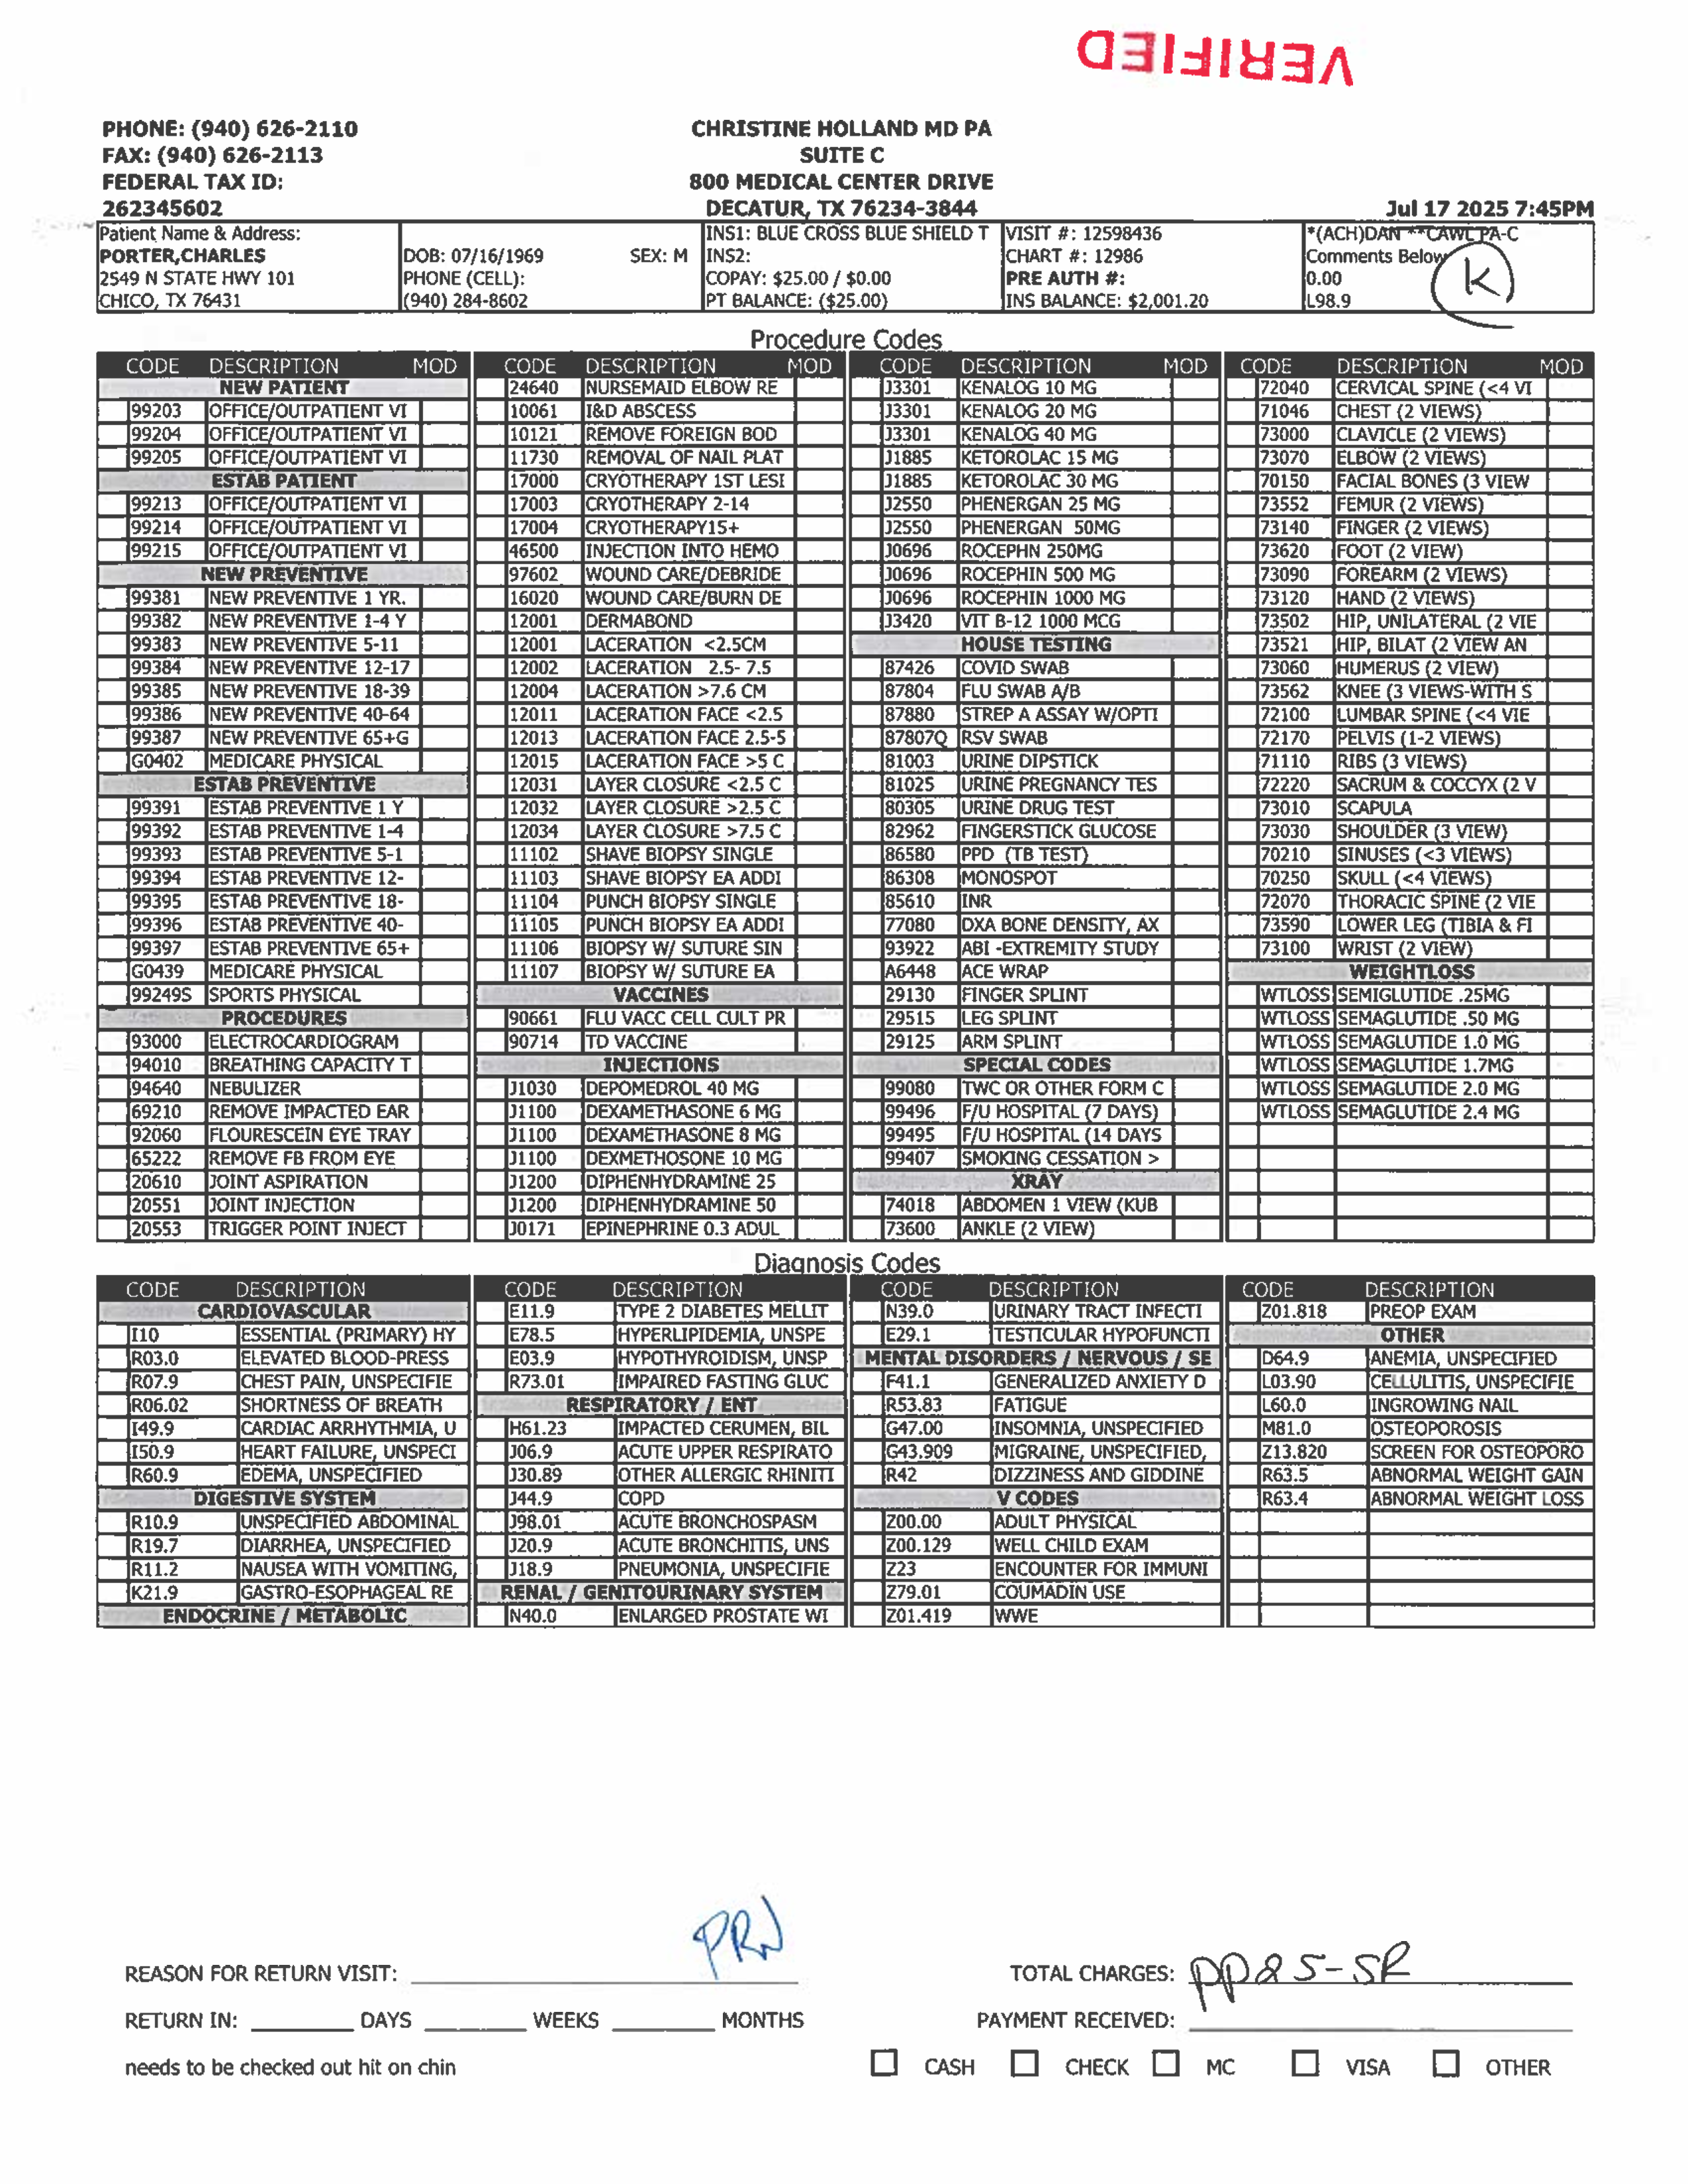 VERIFIED
PHONE: (940) 626-2110
FAX: (940) 626-2113
FEDERAL TAX ID:
262345602
CHRISTINE HOLLAND MD PA
SUITE C
800 MEDICAL CENTER DRIVE
DECATUR, TX 76234-3844
Jul 17 2025 7:45PM
Patient Name & Address:
PORTER,CHARLES
2549 N STATE HWY 101
CHICO, TX 76431
DOB: 07/16/1969 SEX: M
PHONE (CELL):
(940) 284-8602
INS1: BLUE CROSS BLUE SHIELD T
INS2:
COPAY: $25.00 / $0.00
PT BALANCE: ($25.00)
VISIT #: 12598436
CHART #: 12986
PRE AUTH #:
INS BALANCE: $2,001.20
*(ACH)DAN **CAWL PA-C
Comments Below
0.00
L98.9
K
Procedure Codes
CODE DESCRIPTION MOD
NEW PATIENT
99203 OFFICE/OUTPATIENT VI
99204 OFFICE/OUTPATIENT VI
99205 OFFICE/OUTPATIENT VI
ESTAB PATIENT
99213 OFFICE/OUTPATIENT VI
99214 OFFICE/OUTPATIENT VI
99215 OFFICE/OUTPATIENT VI
NEW PREVENTIVE
99381 NEW PREVENTIVE 1 YR.
99382 NEW PREVENTIVE 1-4 Y
99383 NEW PREVENTIVE 5-11
99384 NEW PREVENTIVE 12-17
99385 NEW PREVENTIVE 18-39
99386 NEW PREVENTIVE 40-64
99387 NEW PREVENTIVE 65+G
G0402 MEDICARE PHYSICAL
ESTAB PREVENTIVE
99391 ESTAB PREVENTIVE 1 Y
99392 ESTAB PREVENTIVE 1-4
99393 ESTAB PREVENTIVE 5-1
99394 ESTAB PREVENTIVE 12-
99395 ESTAB PREVENTIVE 18-
99396 ESTAB PREVENTIVE 40-
99397 ESTAB PREVENTIVE 65+
G0439 MEDICARE PHYSICAL
99249S SPORTS PHYSICAL
PROCEDURES
93000 ELECTROCARDIOGRAM
94010 BREATHING CAPACITY T
94640 NEBULIZER
69210 REMOVE IMPACTED EAR
92060 FLOURESCEIN EYE TRAY
65222 REMOVE FB FROM EYE
20610 JOINT ASPIRATION
20551 JOINT INJECTION
20553 TRIGGER POINT INJECT
CODE DESCRIPTION MOD
24640 NURSEMAID ELBOW RE
10061 I&D ABSCESS
10121 REMOVE FOREIGN BOD
11730 REMOVAL OF NAIL PLAT
17000 CRYOTHERAPY 1ST LESI
17003 CRYOTHERAPY 2-14
17004 CRYOTHERAPY15+
46500 INJECTION INTO HEMO
97602 WOUND CARE/DEBRIDE
16020 WOUND CARE/BURN DE
12001 DERMABOND
12001 LACERATION <2.5CM
12002 LACERATION 2.5- 7.5
12004 LACERATION >7.6 CM
12011 LACERATION FACE <2.5
12013 LACERATION FACE 2.5-5
12015 LACERATION FACE >5 C
12031 LAYER CLOSURE <2.5 C
12032 LAYER CLOSURE >2.5 C
12034 LAYER CLOSURE >7.5 C
11102 SHAVE BIOPSY SINGLE
11103 SHAVE BIOPSY EA ADDI
11104 PUNCH BIOPSY SINGLE
11105 PUNCH BIOPSY EA ADDI
11106 BIOPSY W/ SUTURE SIN
11107 BIOPSY W/ SUTURE EA
VACCINES
90661 FLU VACC CELL CULT PR
90714 TD VACCINE
INJECTIONS
J1030 DEPOMEDROL 40 MG
J1100 DEXAMETHASONE 6 MG
J1100 DEXAMETHASONE 8 MG
J1100 DEXMETHOSONE 10 MG
J1200 DIPHENHYDRAMINE 25
J1200 DIPHENHYDRAMINE 50
J0171 EPINEPHRINE 0.3 ADUL
CODE DESCRIPTION MOD
J3301 KENALOG 10 MG
J3301 KENALOG 20 MG
J3301 KENALOG 40 MG
J1885 KETOROLAC 15 MG
J1885 KETOROLAC 30 MG
J2550 PHENERGAN 25 MG
J2550 PHENERGAN 50MG
J0696 ROCEPHN 250MG
J0696 ROCEPHIN 500 MG
J0696 ROCEPHIN 1000 MG
J3420 VIT B-12 1000 MCG
HOUSE TESTING
87426 COVID SWAB
87804 FLU SWAB A/B
87880 STREP A ASSAY W/OPTI
87807Q RSV SWAB
81003 URINE DIPSTICK
81025 URINE PREGNANCY TES
80305 URINE DRUG TEST
82962 FINGERSTICK GLUCOSE
86580 PPD (TB TEST)
86308 MONOSPOT
85610 INR
77080 DXA BONE DENSITY, AX
93922 ABI -EXTREMITY STUDY
A6448 ACE WRAP
29130 FINGER SPLINT
29515 LEG SPLINT
29125 ARM SPLINT
SPECIAL CODES
99080 TWC OR OTHER FORM C
99496 F/U HOSPITAL (7 DAYS)
99495 F/U HOSPITAL (14 DAYS
99407 SMOKING CESSATION >
XRAY
74018 ABDOMEN 1 VIEW (KUB
73600 ANKLE (2 VIEW)
CODE DESCRIPTION MOD
72040 CERVICAL SPINE (<4 VI
71046 CHEST (2 VIEWS)
73000 CLAVICLE (2 VIEWS)
73070 ELBOW (2 VIEWS)
70150 FACIAL BONES (3 VIEW
73552 FEMUR (2 VIEWS)
73140 FINGER (2 VIEWS)
73620 FOOT (2 VIEW)
73090 FOREARM (2 VIEWS)
73120 HAND (2 VIEWS)
73502 HIP, UNILATERAL (2 VIE
73521 HIP, BILAT (2 VIEW AN
73060 HUMERUS (2 VIEW)
73562 KNEE (3 VIEWS-WITH S
72100 LUMBAR SPINE (<4 VIE
72170 PELVIS (1-2 VIEWS)
71110 RIBS (3 VIEWS)
72220 SACRUM & COCCYX (2 V
73010 SCAPULA
73030 SHOULDER (3 VIEW)
70210 SINUSES (<3 VIEWS)
70250 SKULL (<4 VIEWS)
72070 THORACIC SPINE (2 VIE
73590 LOWER LEG (TIBIA & FI
73100 WRIST (2 VIEW)
WEIGHTLOSS
WTLOSS SEMIGLUTIDE .25MG
WTLOSS SEMAGLUTIDE .50 MG
WTLOSS SEMAGLUTIDE 1.0 MG
WTLOSS SEMAGLUTIDE 1.7MG
WTLOSS SEMAGLUTIDE 2.0 MG
WTLOSS SEMAGLUTIDE 2.4 MG
Diagnosis Codes
CODE DESCRIPTION
CARDIOVASCULAR
I10 ESSENTIAL (PRIMARY) HY
R03.0 ELEVATED BLOOD-PRESS
R07.9 CHEST PAIN, UNSPECIFIE
R06.02 SHORTNESS OF BREATH
I49.9 CARDIAC ARRHYTHMIA, U
I50.9 HEART FAILURE, UNSPECI
R60.9 EDEMA, UNSPECIFIED
DIGESTIVE SYSTEM
R10.9 UNSPECIFIED ABDOMINAL
R19.7 DIARRHEA, UNSPECIFIED
R11.2 NAUSEA WITH VOMITING,
K21.9 GASTRO-ESOPHAGEAL RE
ENDOCRINE / METABOLIC
CODE DESCRIPTION
E11.9 TYPE 2 DIABETES MELLIT
E78.5 HYPERLIPIDEMIA, UNSPE
E03.9 HYPOTHYROIDISM, UNSP
R73.01 IMPAIRED FASTING GLUC
RESPIRATORY / ENT
H61.23 IMPACTED CERUMEN, BIL
J06.9 ACUTE UPPER RESPIRATO
J30.89 OTHER ALLERGIC RHINITI
J44.9 COPD
J98.01 ACUTE BRONCHOSPASM
J20.9 ACUTE BRONCHITIS, UNS
J18.9 PNEUMONIA, UNSPECIFIE
RENAL / GENITOURINARY SYSTEM
N40.0 ENLARGED PROSTATE WI
CODE DESCRIPTION
N39.0 URINARY TRACT INFECTI
E29.1 TESTICULAR HYPOFUNCTI
MENTAL DISORDERS / NERVOUS / SE
F41.1 GENERALIZED ANXIETY D
R53.83 FATIGUE
G47.00 INSOMNIA, UNSPECIFIED
G43.909 MIGRAINE, UNSPECIFIED,
R42 DIZZINESS AND GIDDINE
V CODES
Z00.00 ADULT PHYSICAL
Z00.129 WELL CHILD EXAM
Z23 ENCOUNTER FOR IMMUNI
Z79.01 COUMADIN USE
Z01.419 WWE
CODE DESCRIPTION
Z01.818 PREOP EXAM
OTHER
D64.9 ANEMIA, UNSPECIFIED
L03.90 CELLULITIS, UNSPECIFIE
L60.0 INGROWING NAIL
M81.0 OSTEOPOROSIS
Z13.820 SCREEN FOR OSTEOPORO
R63.5 ABNORMAL WEIGHT GAIN
R63.4 ABNORMAL WEIGHT LOSS
REASON FOR RETURN VISIT: PRN
RETURN IN: DAYS WEEKS MONTHS
needs to be checked out hit on chin
TOTAL CHARGES: PP25-SR
PAYMENT RECEIVED:
CASH CHECK MC VISA OTHER